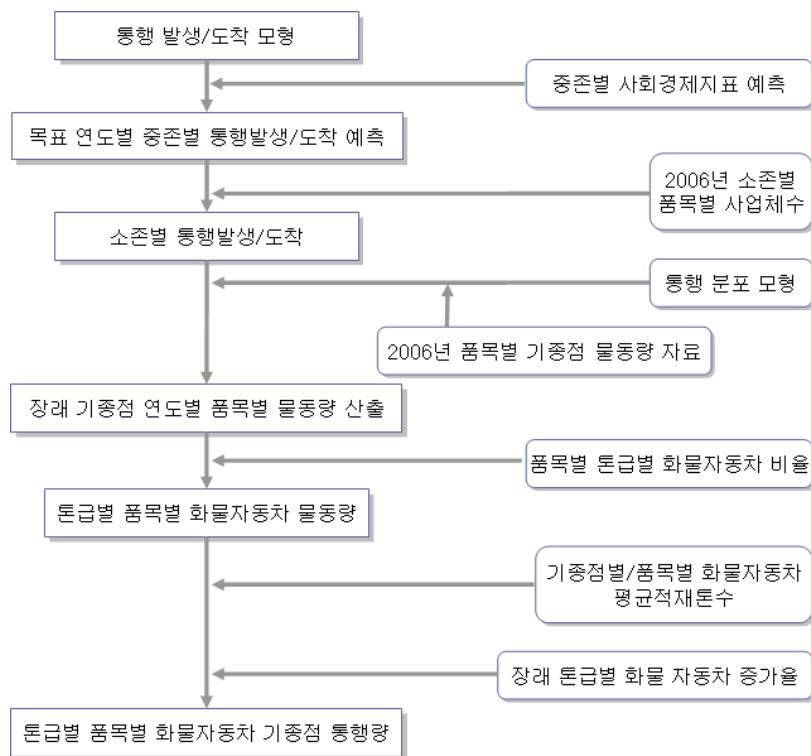 통행 발생/도착 모형
중존별 사회경제지표 예측
목표 연도별 중존별 통행발생/도착 예측
2006년 소존별
품목별 사업체수
소존별 통행발생/도착
통행 분포 모형
2006년 품목별 기종점 물동량 자료
장래 기종점 연도별 품목별 물동량 산출
품목별 톤급별 화물자동차 비율
톤급별 품목별 화물자동차 물동량
기종점별/품목별 화물자동차
평균적재톤수
장래 톤급별 화물 자동차 증가율
톤급별 품목별 화물자동차 기종점 통행량